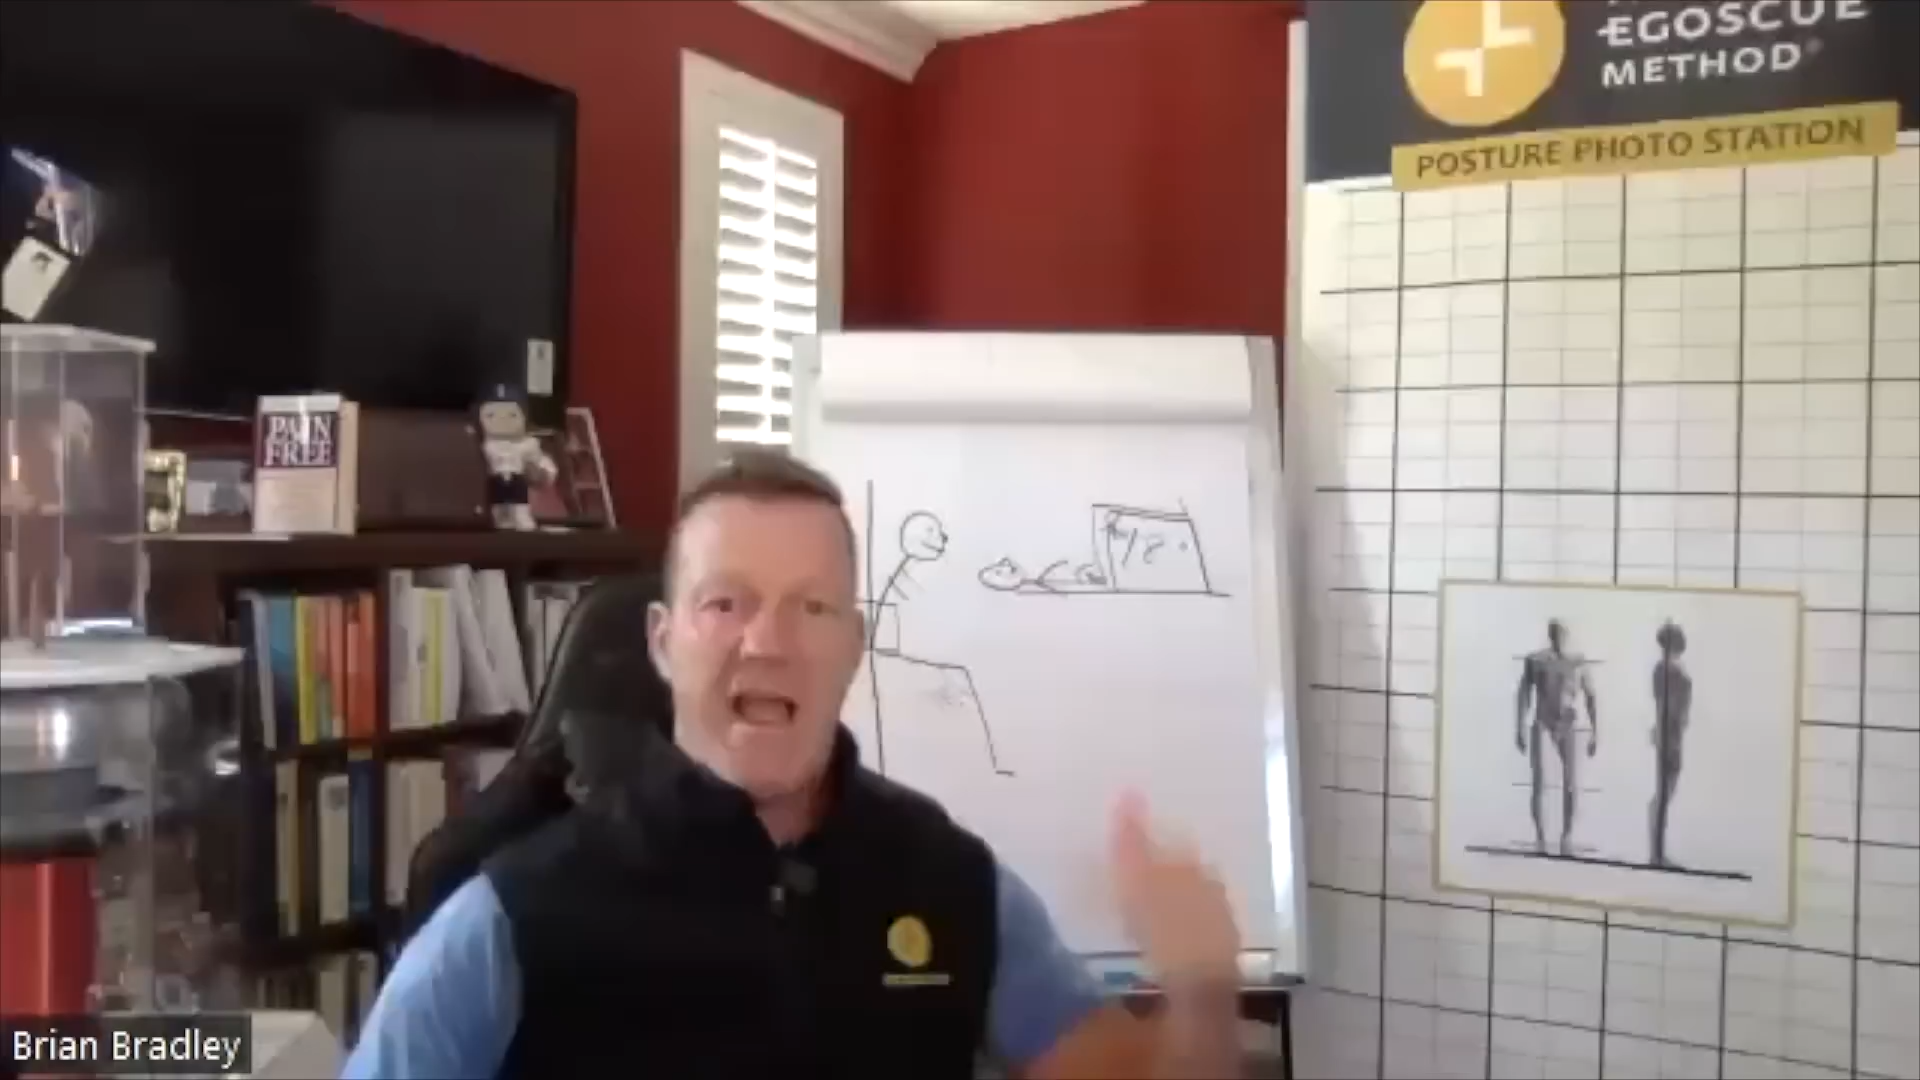 EGOSCUE
METHOD
POSTURE PHOTO STATION
PAIN
FREE
Brian Bradley